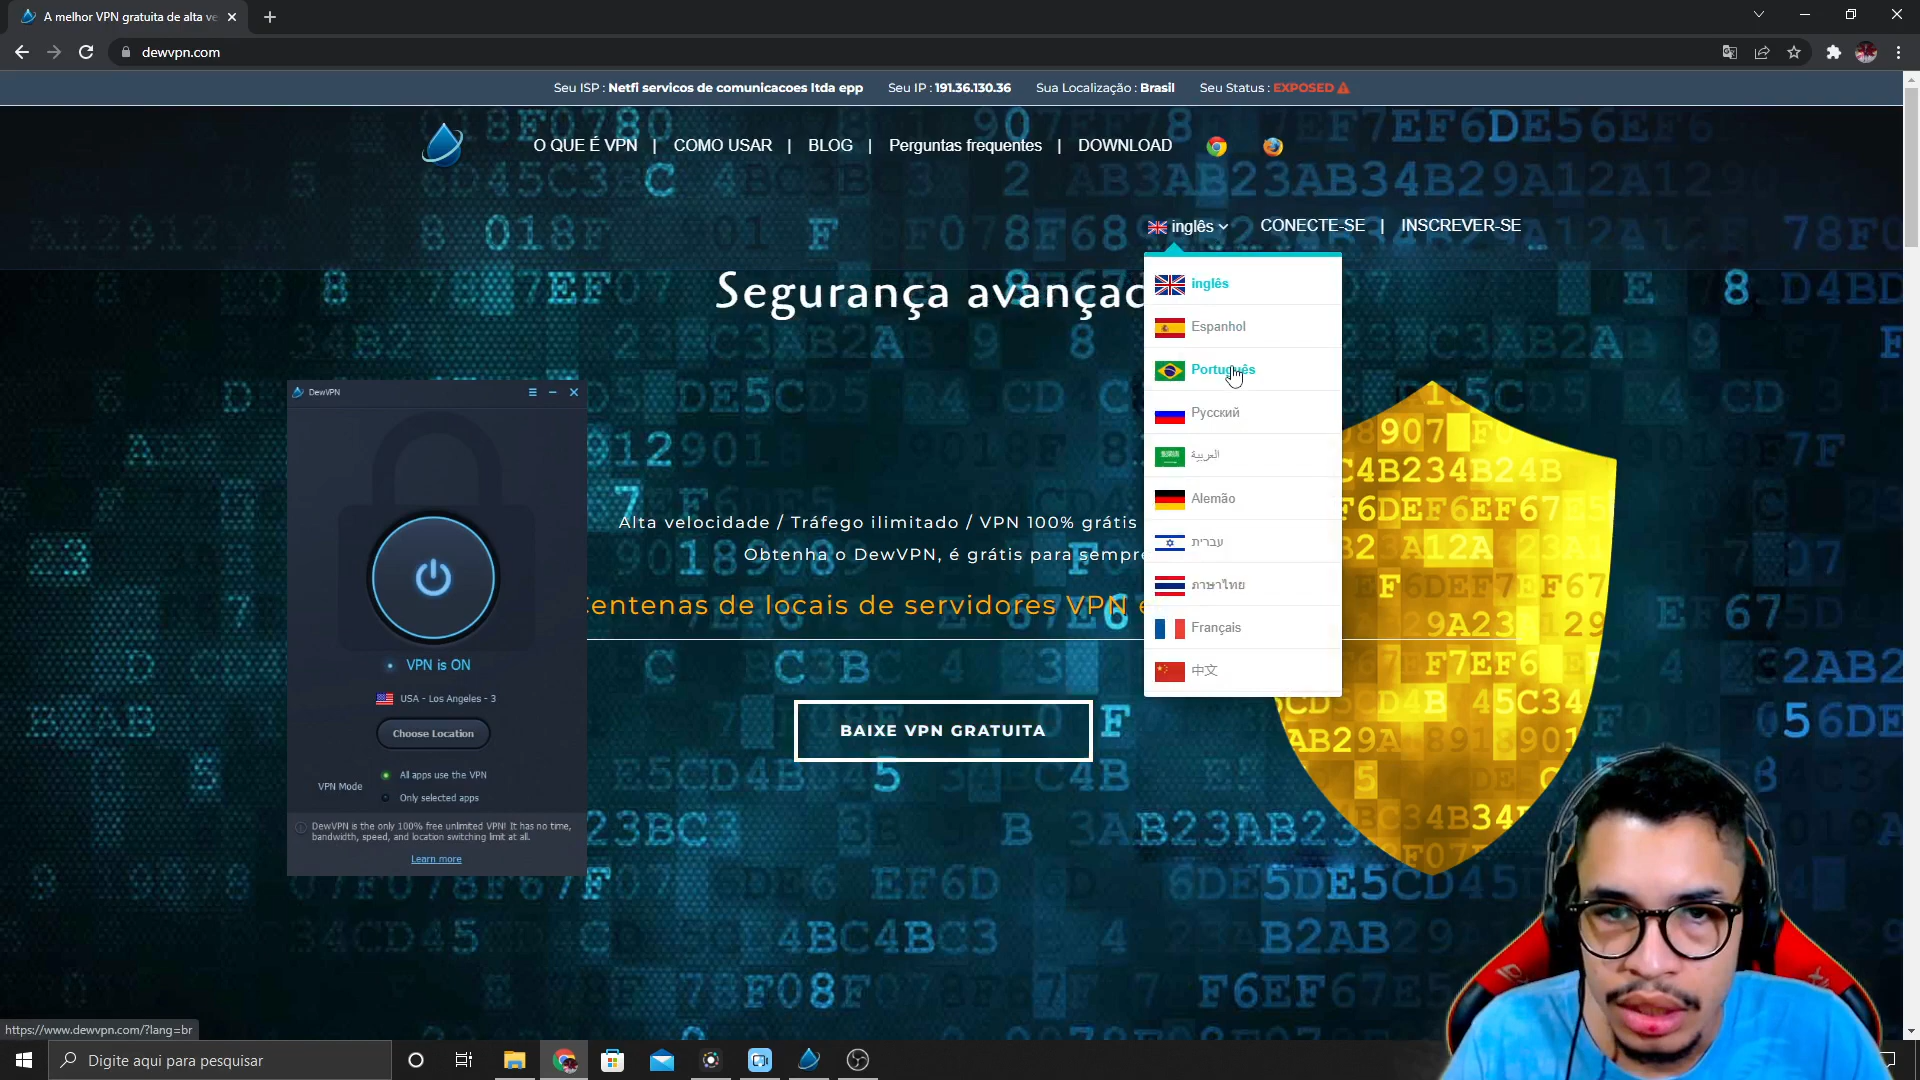 A melhor VPN gratuita de alta ve
dewvpn.com
Seu ISP : Netfi servicos de comunicacoes ltda epp Seu IP : 191.36.130.36 Sua Localização : Brasil Seu Status : EXPOSED
O QUE É VPN | COMO USAR | BLOG | Perguntas frequentes | DOWNLOAD
inglês CONECTE-SE | INSCREVER-SE
Segurança avançad
inglês
Espanhol
Português
Русский
العربية
Alemão
עברית
ภาษาไทย
Français
中文
Alta velocidade / Tráfego ilimitado / VPN 100% grátis
Obtenha o DewVPN, é grátis para sempre
entenas de locais de servidores VPN e
BAIXE VPN GRATUITA
DewVPN
VPN is ON
USA - Los Angeles - 3
Choose Location
VPN Mode
All apps use the VPN
Only selected apps
DewVPN is the only 100% free unlimited VPN! It has no time,
bandwidth, speed, and location switching limit at all.
Learn more
https://www.dewvpn.com/?lang=br
Digite aqui para pesquisar